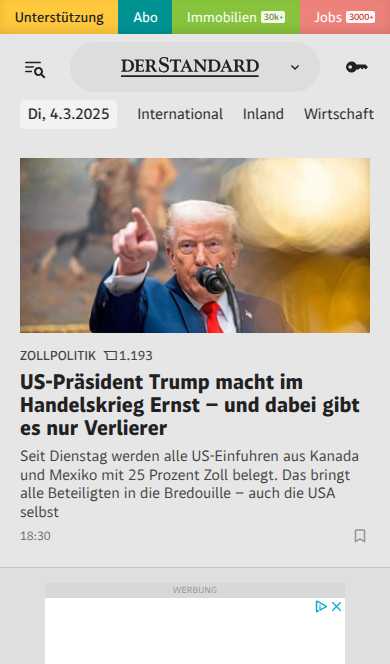 Unterstützung Abo Immobilien 30k+ Jobs 3000+
DERSTANDARD
Di, 4.3.2025 International Inland Wirtschaft
ZOLLPOLITIK 1.193
US-Präsident Trump macht im
Handelskrieg Ernst – und dabei gibt
es nur Verlierer
Seit Dienstag werden alle US-Einfuhren aus Kanada
und Mexiko mit 25 Prozent Zoll belegt. Das bringt
alle Beteiligten in die Bredouille – auch die USA
selbst
18:30
WERBUNG